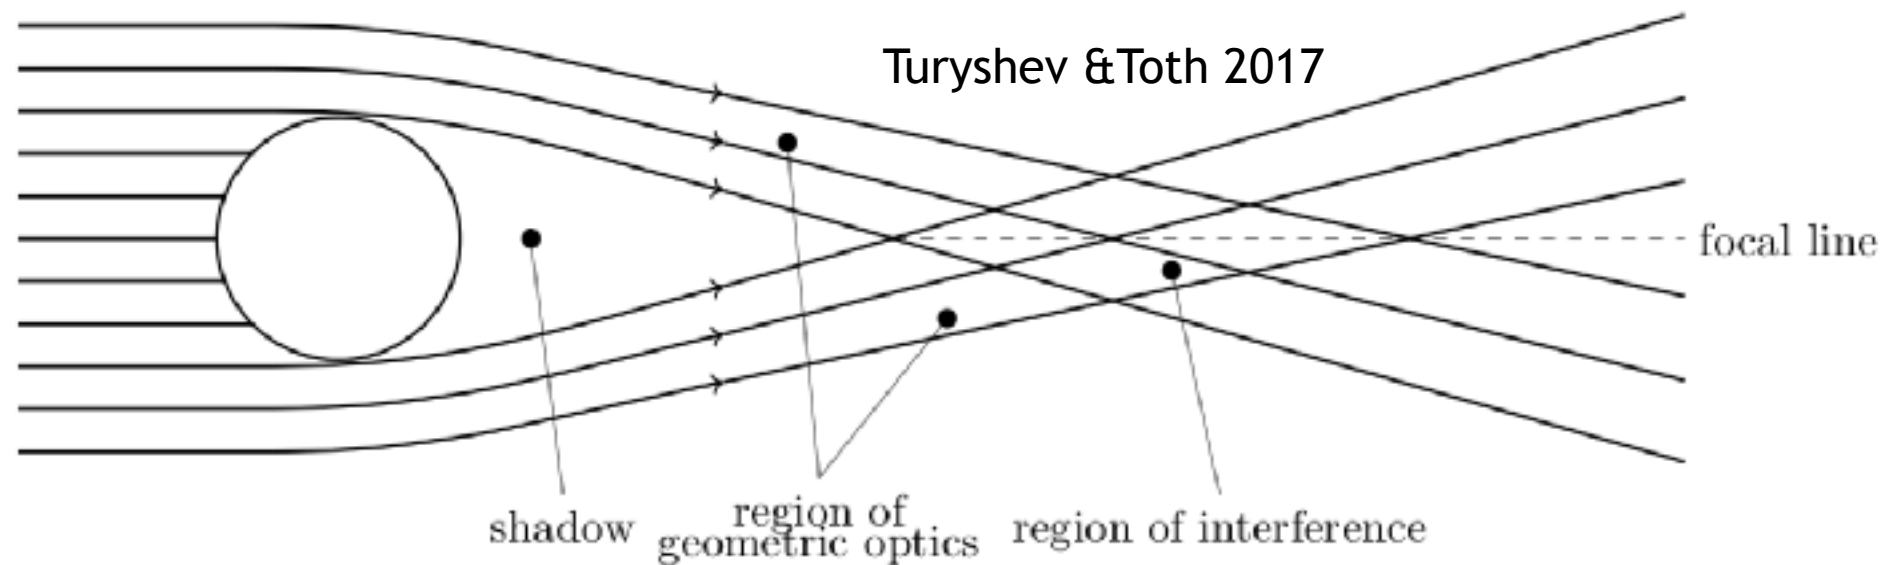 Turyshev &Toth 2017
focal line
shadow
region of
geometric optics
region of interference